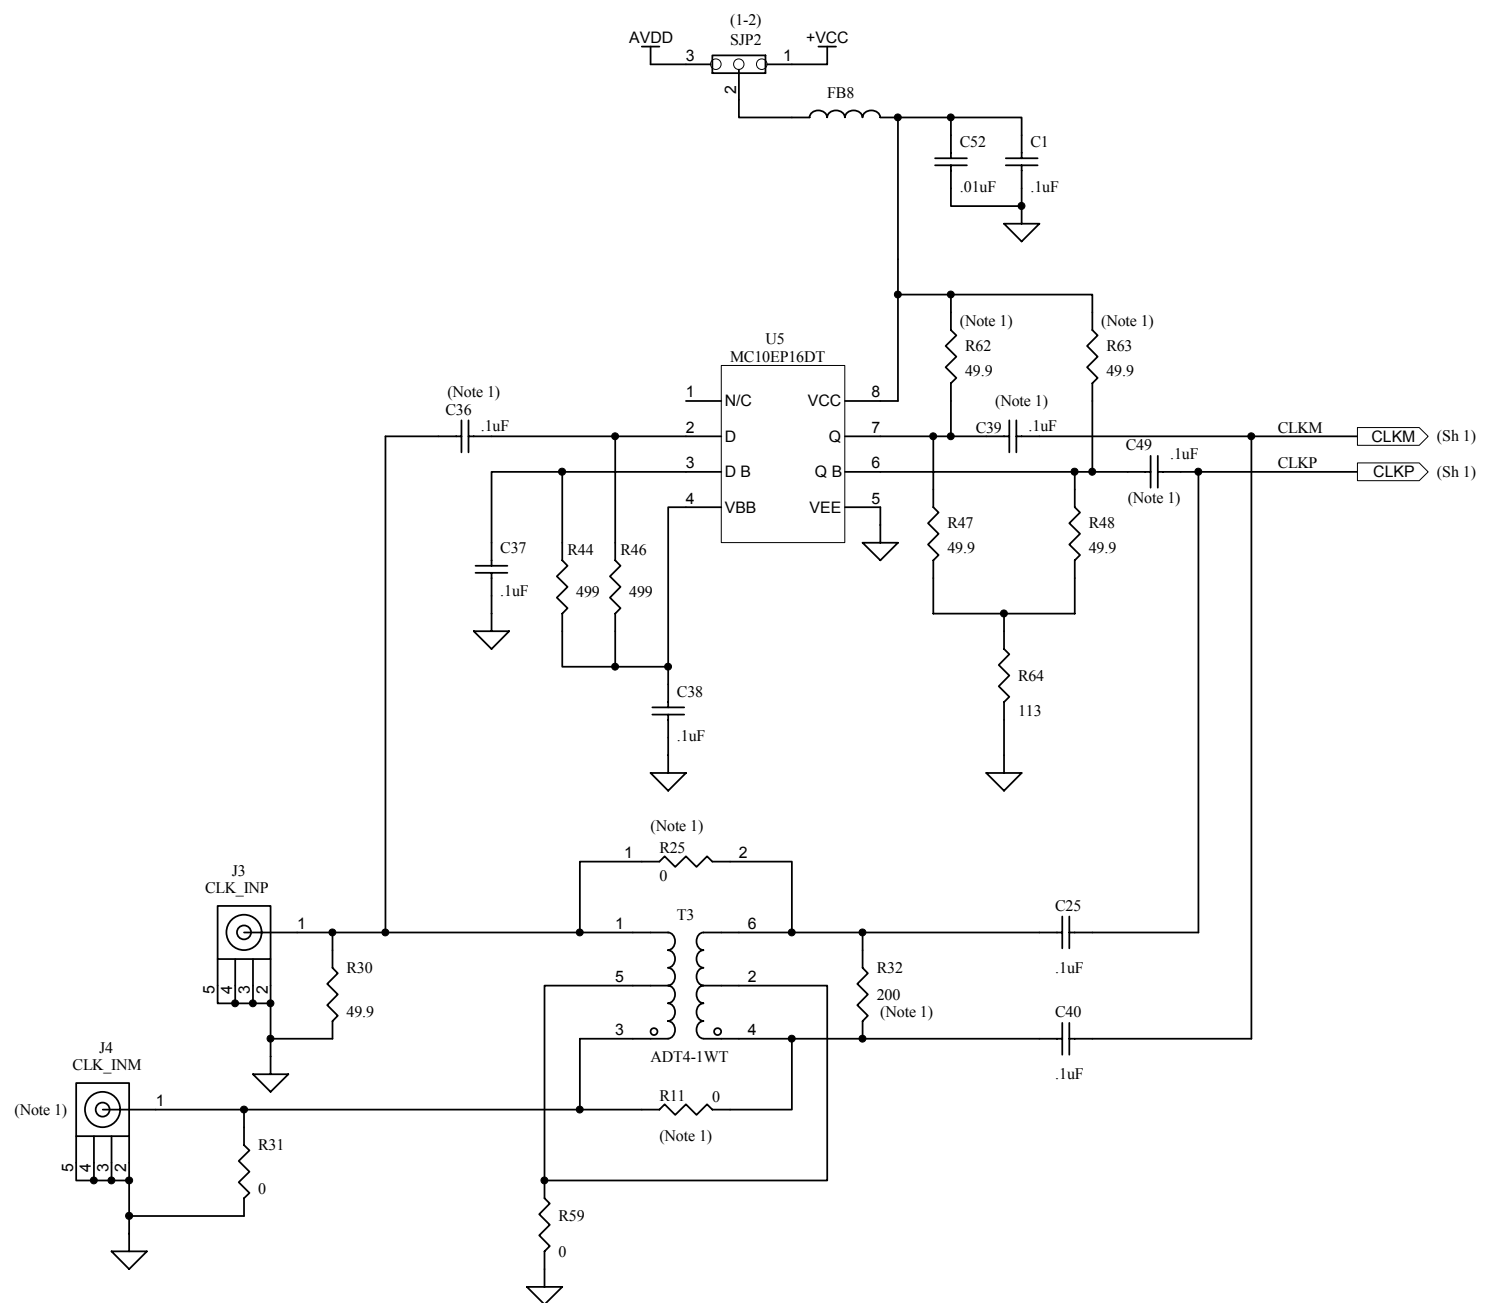 (1-2)
SJP2
AVDD
+VCC
3
1
2
FB8
C52
.01uF
C1
.1uF
U5
MC10EP16DT
1
N/C
VCC
8
2
D
Q
7
3
D B
Q B
6
4
VBB
VEE
5
(Note 1)
R62
49.9
(Note 1)
R63
49.9
(Note 1)
C36
.1uF
(Note 1)
C39
.1uF
C49
.1uF
(Note 1)
CLKM
CLKM
(Sh 1)
CLKP
CLKP
(Sh 1)
C37
.1uF
R44
499
R46
499
R47
49.9
R48
49.9
R64
113
C38
.1uF
(Note 1)
1
R25
2
0
J3
CLK_INP
1
5
4
3
2
R30
49.9
T3
1
6
5
2
3
4
ADT4-1WT
R32
200
(Note 1)
C25
.1uF
C40
.1uF
J4
CLK_INM
(Note 1)
1
5
4
3
2
R31
0
R11
0
(Note 1)
R59
0